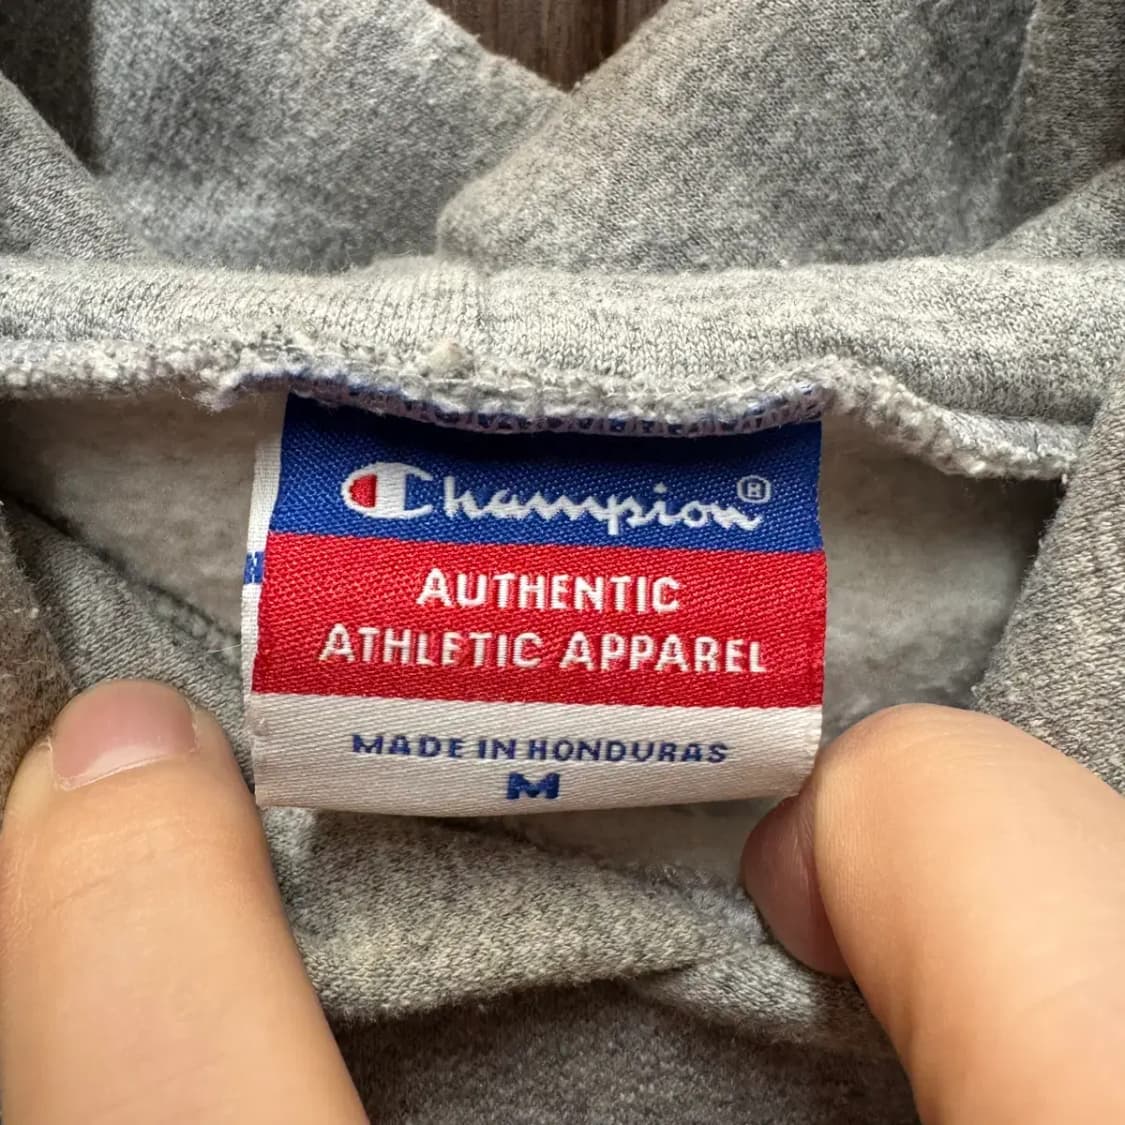 Champion®
AUTHENTIC
ATHLETIC APPAREL
MADE IN HONDURAS
M